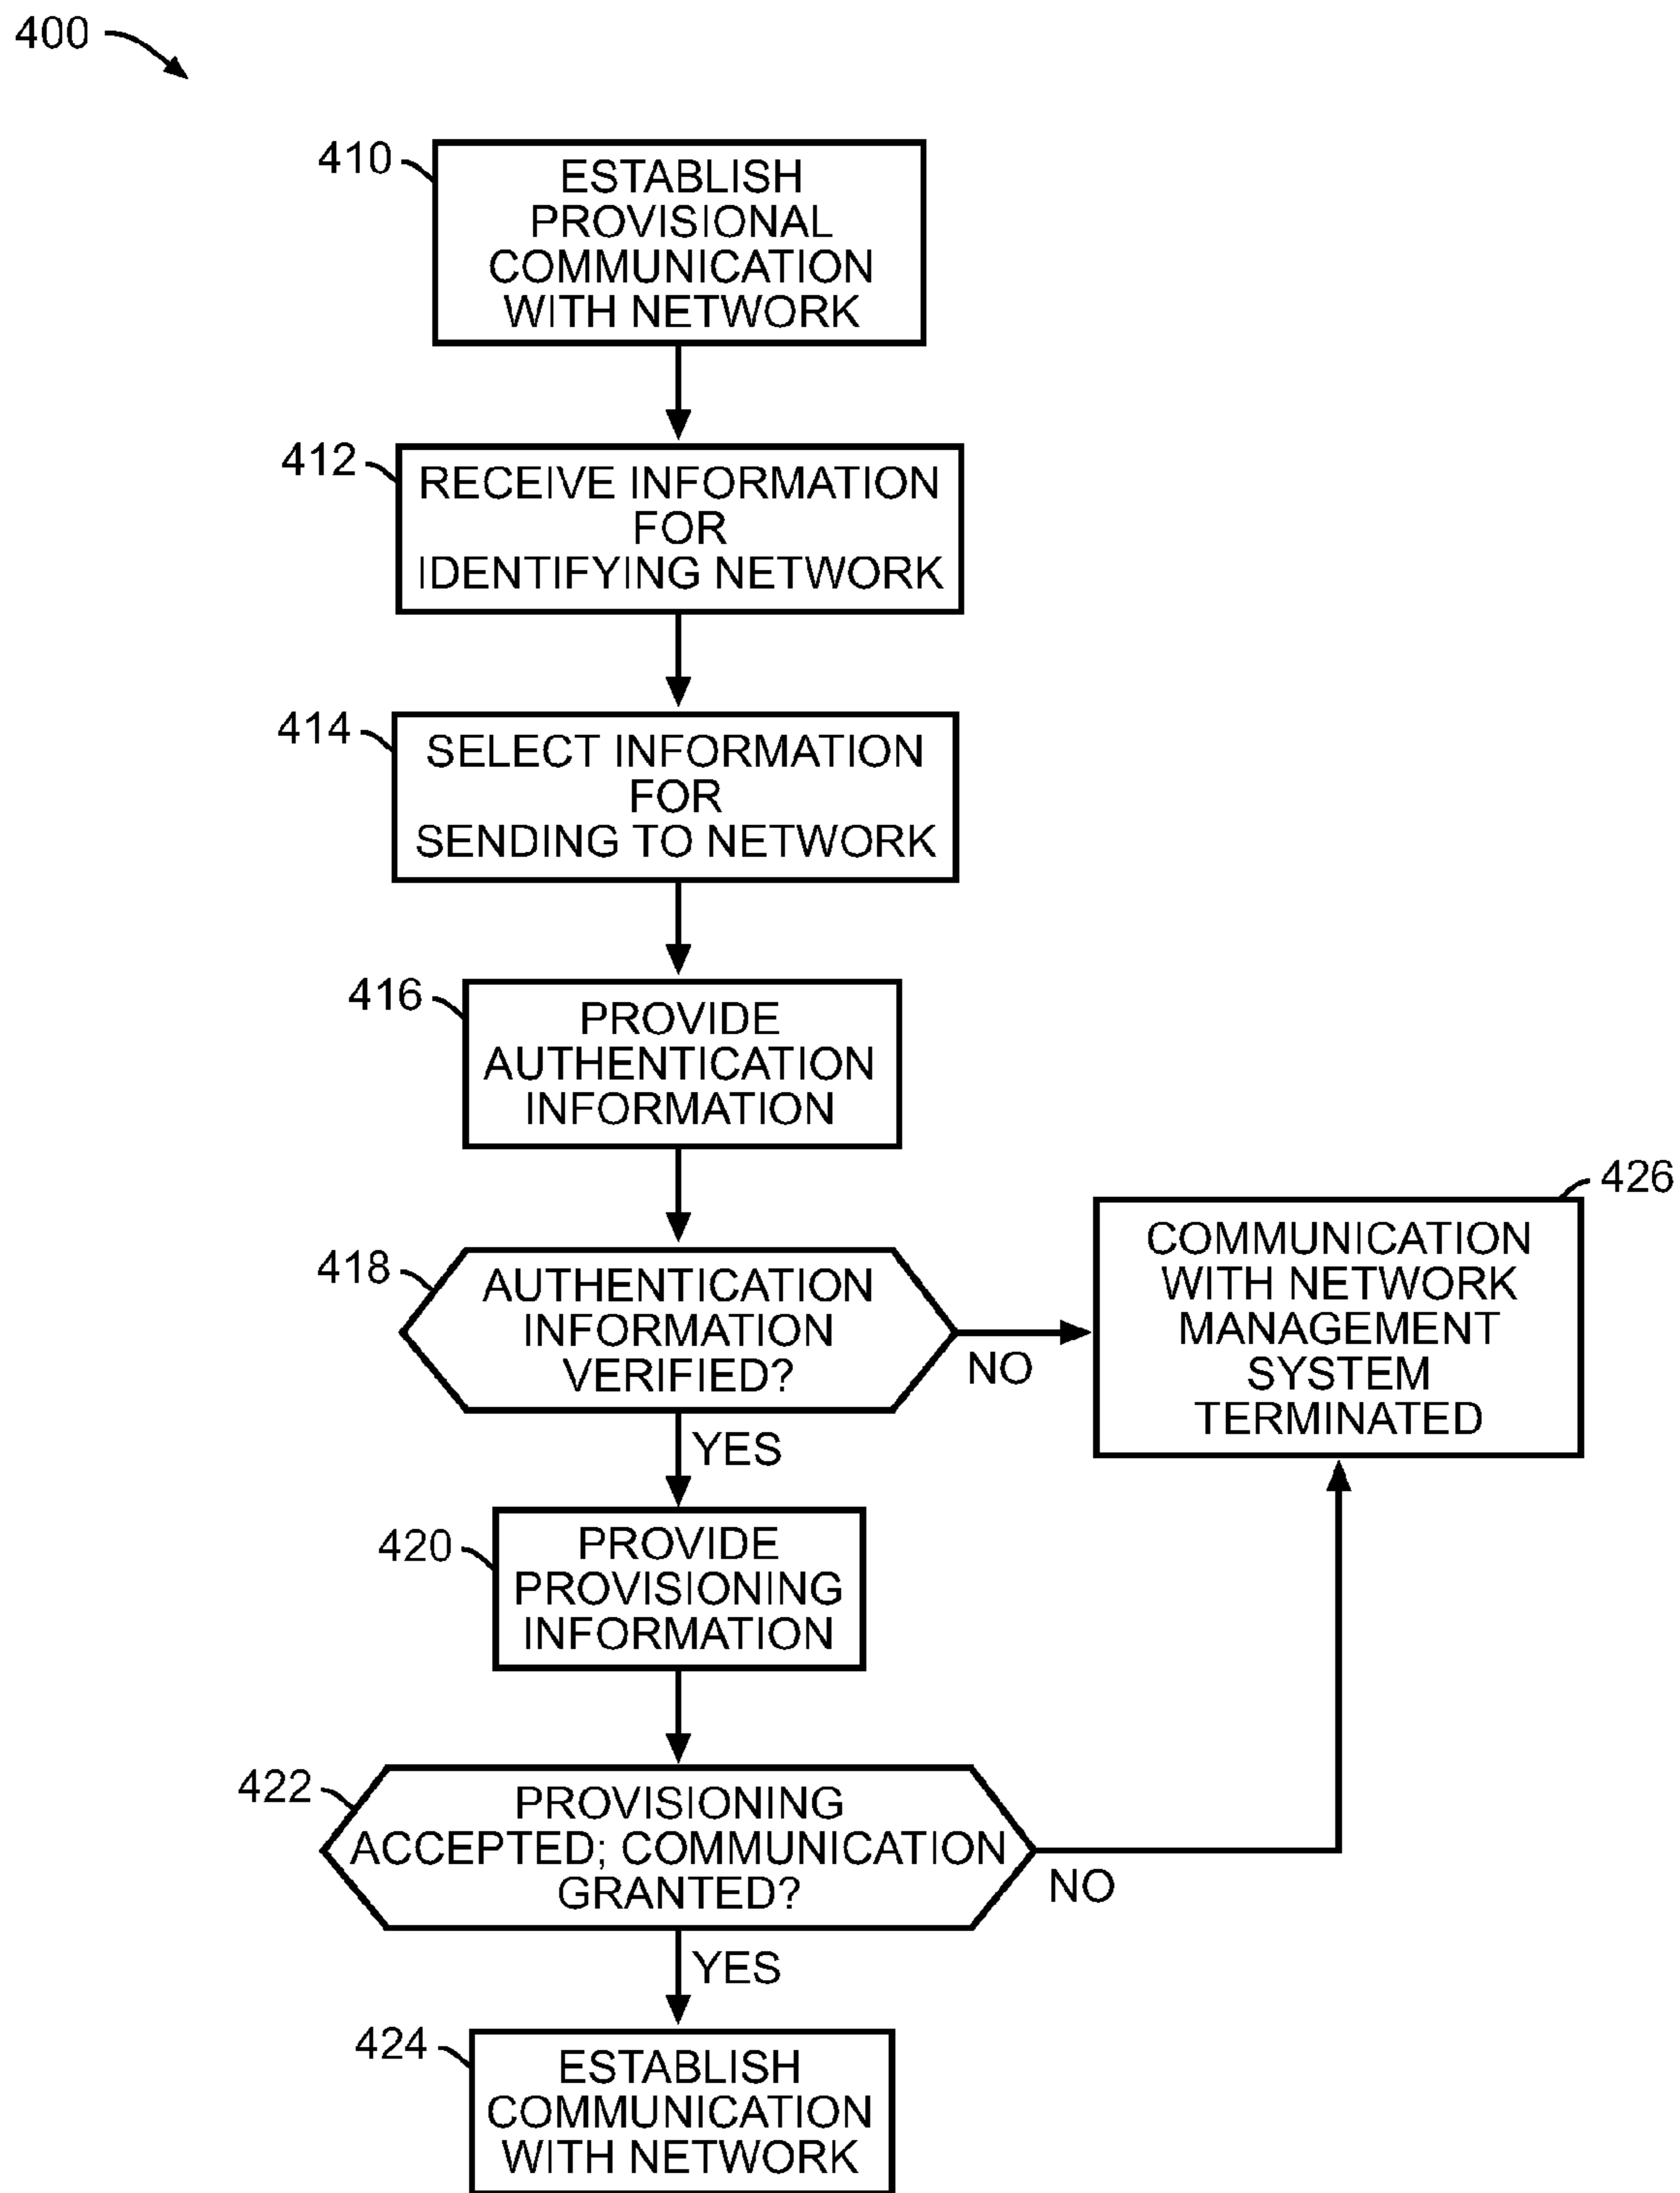 400
410
ESTABLISH
PROVISIONAL
COMMUNICATION
WITH NETWORK
412
RECEIVE INFORMATION
FOR
IDENTIFYING NETWORK
414
SELECT INFORMATION
FOR
SENDING TO NETWORK
416
PROVIDE
AUTHENTICATION
INFORMATION
418
AUTHENTICATION
INFORMATION
VERIFIED?
NO
426
COMMUNICATION
WITH NETWORK
MANAGEMENT
SYSTEM
TERMINATED
YES
420
PROVIDE
PROVISIONING
INFORMATION
422
PROVISIONING
ACCEPTED; COMMUNICATION
GRANTED?
NO
YES
424
ESTABLISH
COMMUNICATION
WITH NETWORK